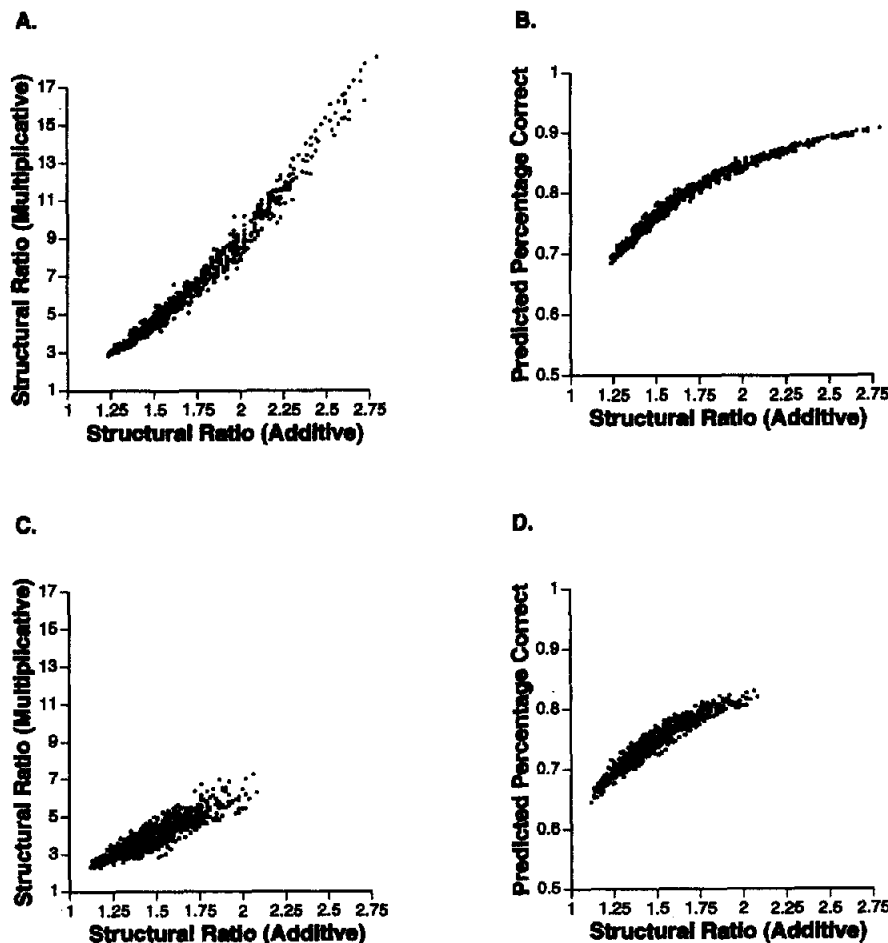 A.
Structural Ratio (Multiplicative)
17
15
13
11
9
7
5
3
1
1 1.25 1.5 1.75 2 2.25 2.5 2.75
Structural Ratio (Additive)
B.
Predicted Percentage Correct
1
0.9
0.8
0.7
0.6
0.5
1 1.25 1.5 1.75 2 2.25 2.5 2.75
Structural Ratio (Additive)
C.
Structural Ratio (Multiplicative)
17
15
13
11
9
7
5
3
1
1 1.25 1.5 1.75 2 2.25 2.5 2.75
Structural Ratio (Additive)
D.
Predicted Percentage Correct
1
0.9
0.8
0.7
0.6
0.5
1 1.25 1.5 1.75 2 2.25 2.5 2.75
Structural Ratio (Additive)